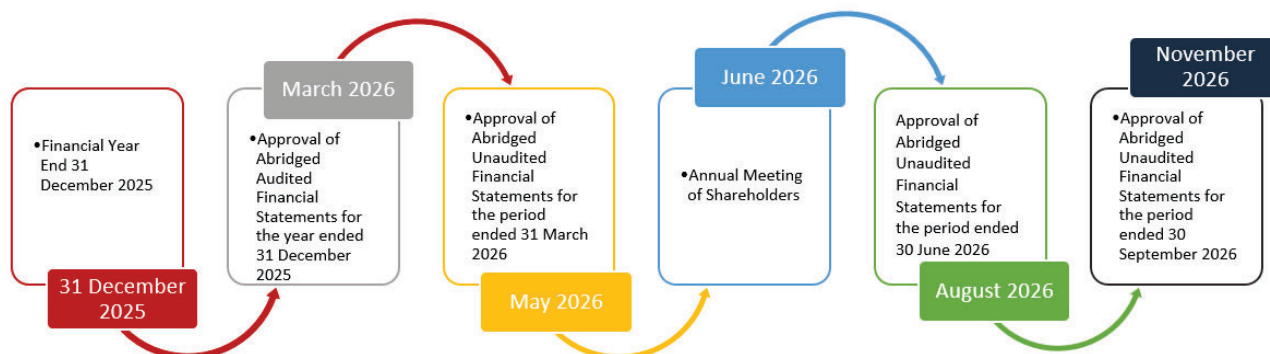 •Financial Year
End 31
December 2025
31 December
2025
March 2026
•Approval of
Abridged
Audited
Financial
Statements for
the year ended
31 December
2025
•Approval of
Abridged
Unaudited
Financial
Statements for
the period
ended 31 March
2026
May 2026
June 2026
•Annual Meeting
of Shareholders
Approval of
Abridged
Unaudited
Financial
Statements for
the period ended
30 June 2026
August 2026
November
2026
•Approval of
Abridged
Unaudited
Financial
Statements for
the period
ended 30
September 2026